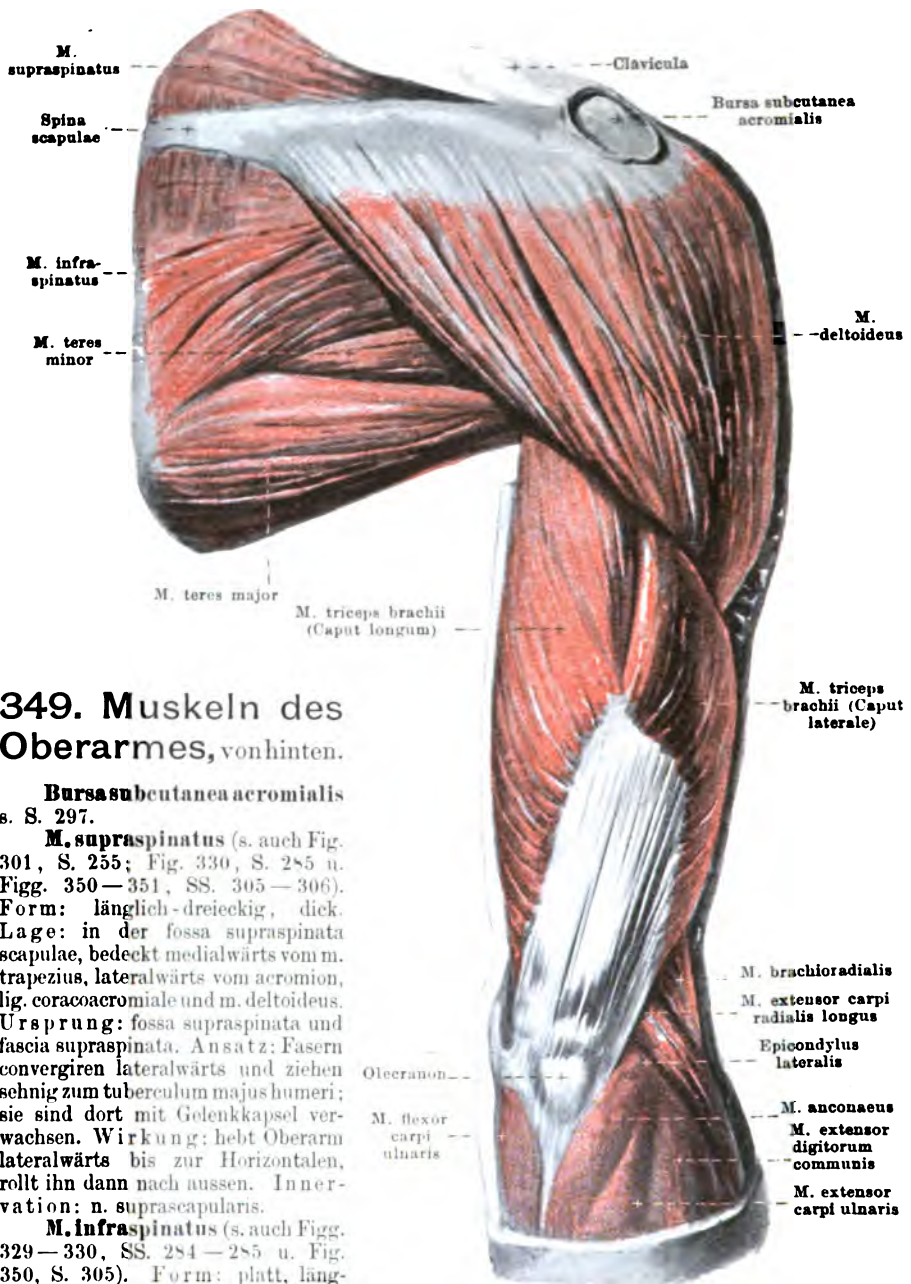 M.
supraspinatus
Clavicula
Bursa subcutanea
acromialis
Spina
scapulae
M. infra-
spinatus
M.
deltoideus
M. teres
minor
M. teres major
M. triceps brachii
(Caput longum)
M. triceps
brachii (Caput
laterale)
349. Muskeln des
Oberarmes, von hinten.
Bursa subcutanea acromialis
s. S. 297.
M. supraspinatus (s. auch Fig.
301, S. 255; Fig. 330, S. 285 u.
Figg. 350—351, SS. 305—306).
Form: länglich-dreieckig, dick.
Lage: in der fossa supraspinata
scapulae, bedeckt medialwärts vom m.
trapezius, lateralwärts vom acromion,
lig. coracoacromiale und m. deltoideus.
Ursprung: fossa supraspinata und
fascia supraspinata. Ansatz: Fasern
convergiren lateralwärts und ziehen
sehnig zum tuberculum majus humeri;
sie sind dort mit Gelenkkapsel ver-
wachsen. Wirkung: hebt Oberarm
lateralwärts bis zur Horizontalen,
rollt ihn dann nach aussen. Inner-
vation: n. suprascapularis.
M. infraspinatus (s. auch Figg.
329—330, SS. 284—285 u. Fig.
350, S. 305). Form: platt, läng-
M. brachioradialis
M. extensor carpi
radialis longus
Epicondylus
lateralis
Olecranon
M. flexor
carpi
ulnaris
M. anconaeus
M. extensor
digitorum
communis
M. extensor
carpi ulnaris